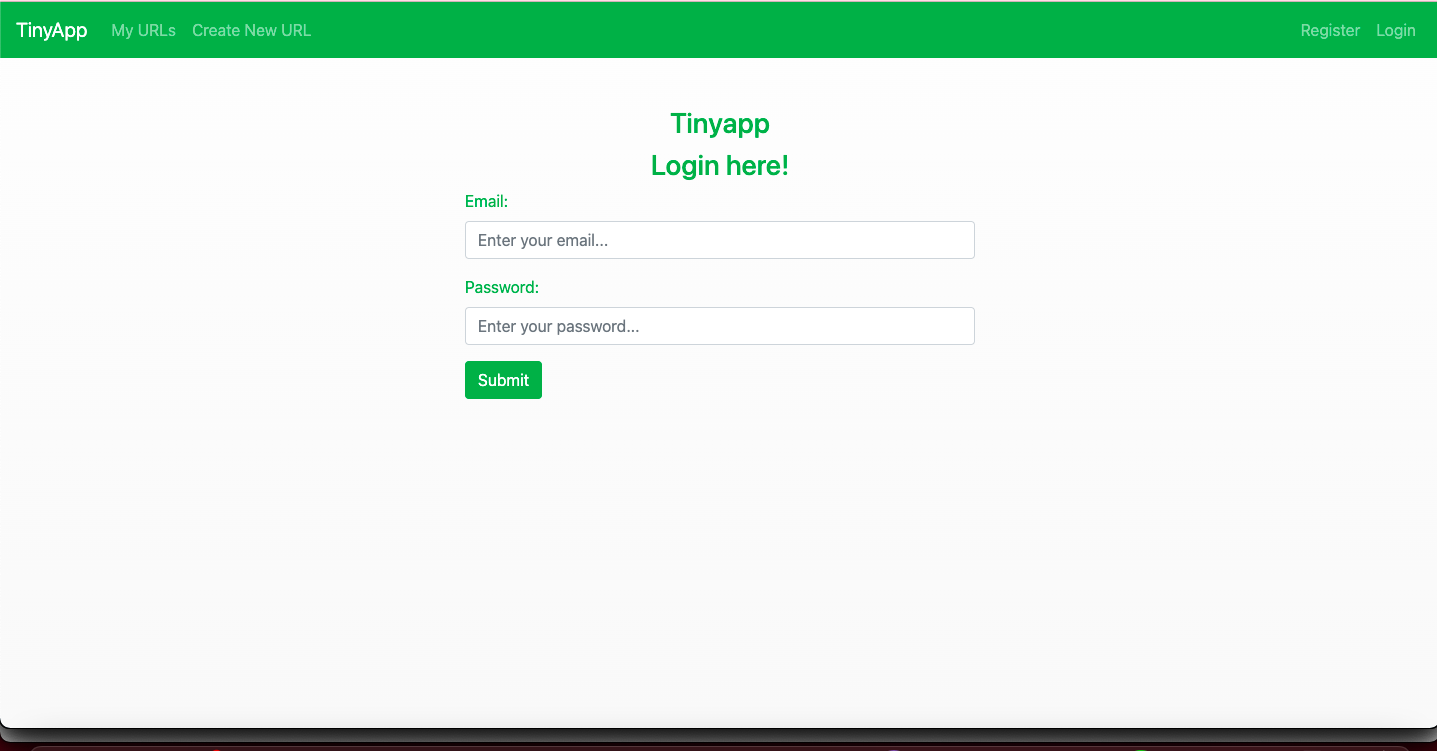 TinyApp My URLs Create New URL Register Login
Tinyapp
Login here!
Email:
Enter your email...
Password:
Enter your password...
Submit